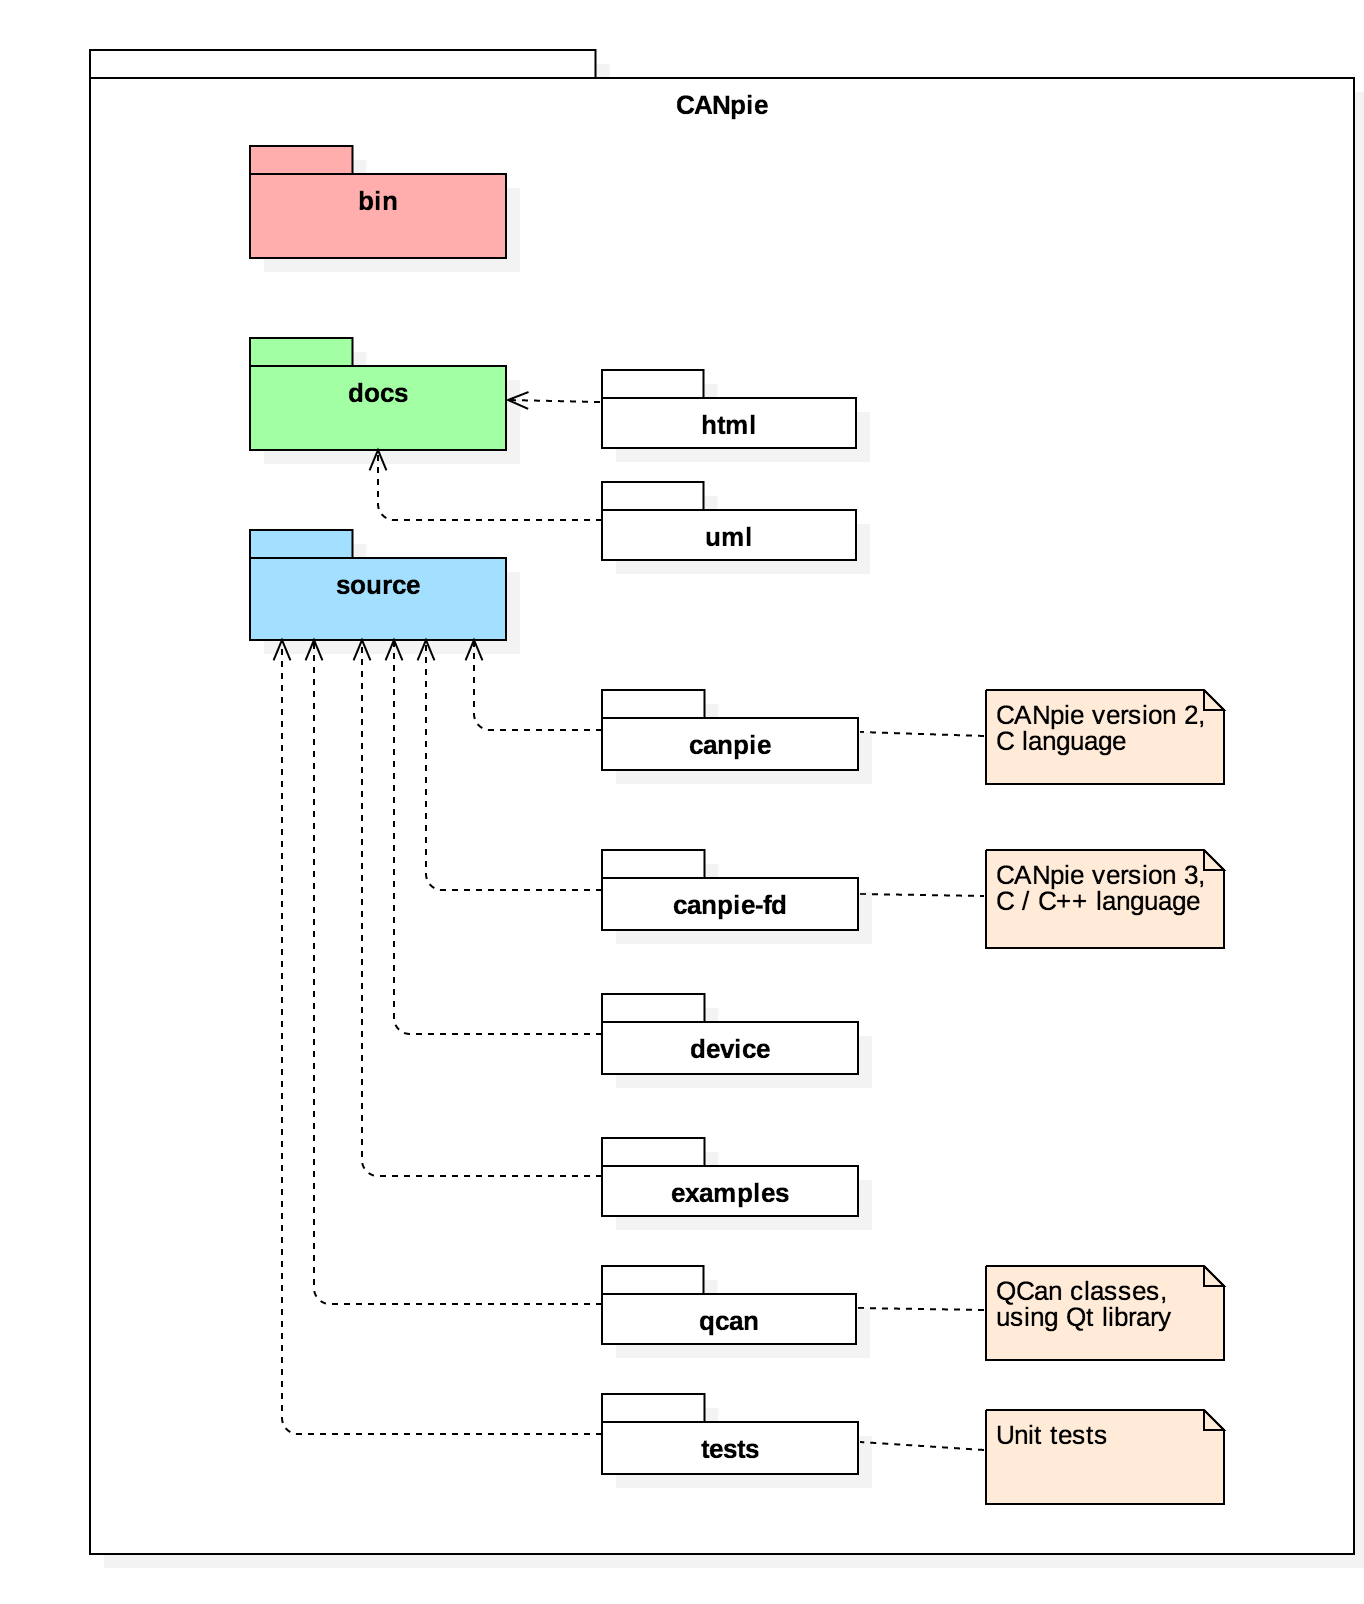 CANpie
bin
docs
html
uml
source
canpie
CANpie version 2,
C language
canpie-fd
CANpie version 3,
C / C++ language
device
examples
qcan
QCan classes,
using Qt library
tests
Unit tests